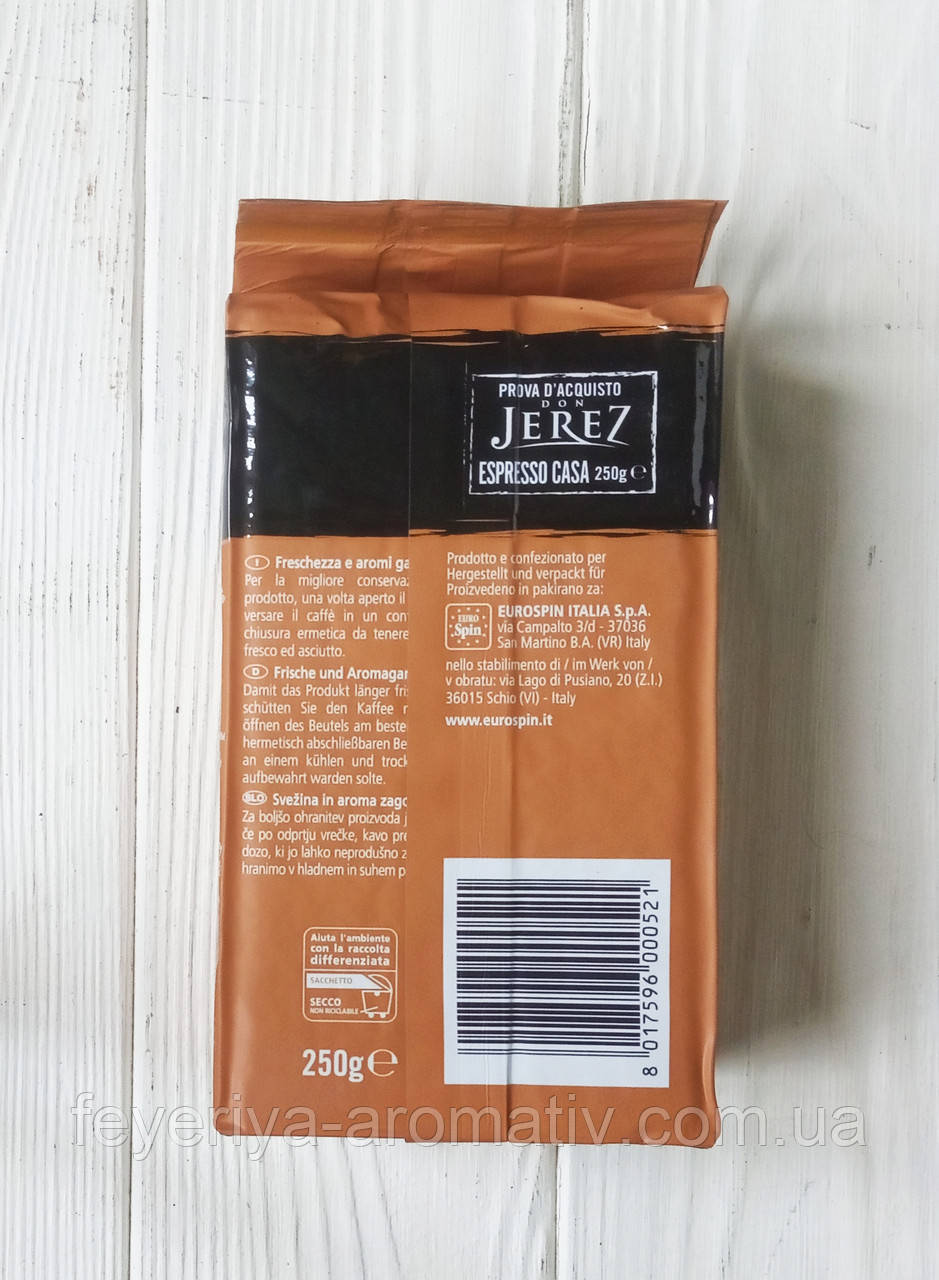 PROVA D'ACQUISTO
DON
JEREZ
ESPRESSO CASA 250g ℮
I Freschezza e aromi ga
Per la migliore conserva
prodotto, una volta aperto il
versare il caffè in un con
chiusura ermetica da tenere
fresco ed asciutto.
D Frische und Aromagar
Damit das Produkt länger fri
schütten Sie den Kaffee
öffnen des Beutels am beste
hermetisch abschließbaren Be
an einem kühlen und trock
aufbewahrt warden solte.
SLO Svežina in aroma zago
Za boljšo ohranitev proizvoda j
če po odprtju vrečke, kavo pre
dozo, ki jo lahko neprodušno z
hranimo v hladnem in suhem p
Prodotto e confezionato per
Hergestellt und verpackt für
Proizvedeno in pakirano za:
EURO
Spin
EUROSPIN ITALIA S.p.A.
via Campalto 3/d - 37036
San Martino B.A. (VR) Italy
nello stabilimento di / im Werk von /
v obratu: via Lago di Pusiano, 20 (Z.I.)
36015 Schio (VI) - Italy
www.eurospin.it
Aiuta l'ambiente
con la raccolta
differenziata
SACCHETTO
SECCO
NON RICICLABILE
250g ℮
8 017596 000521
feyeriya-aromativ.com.ua